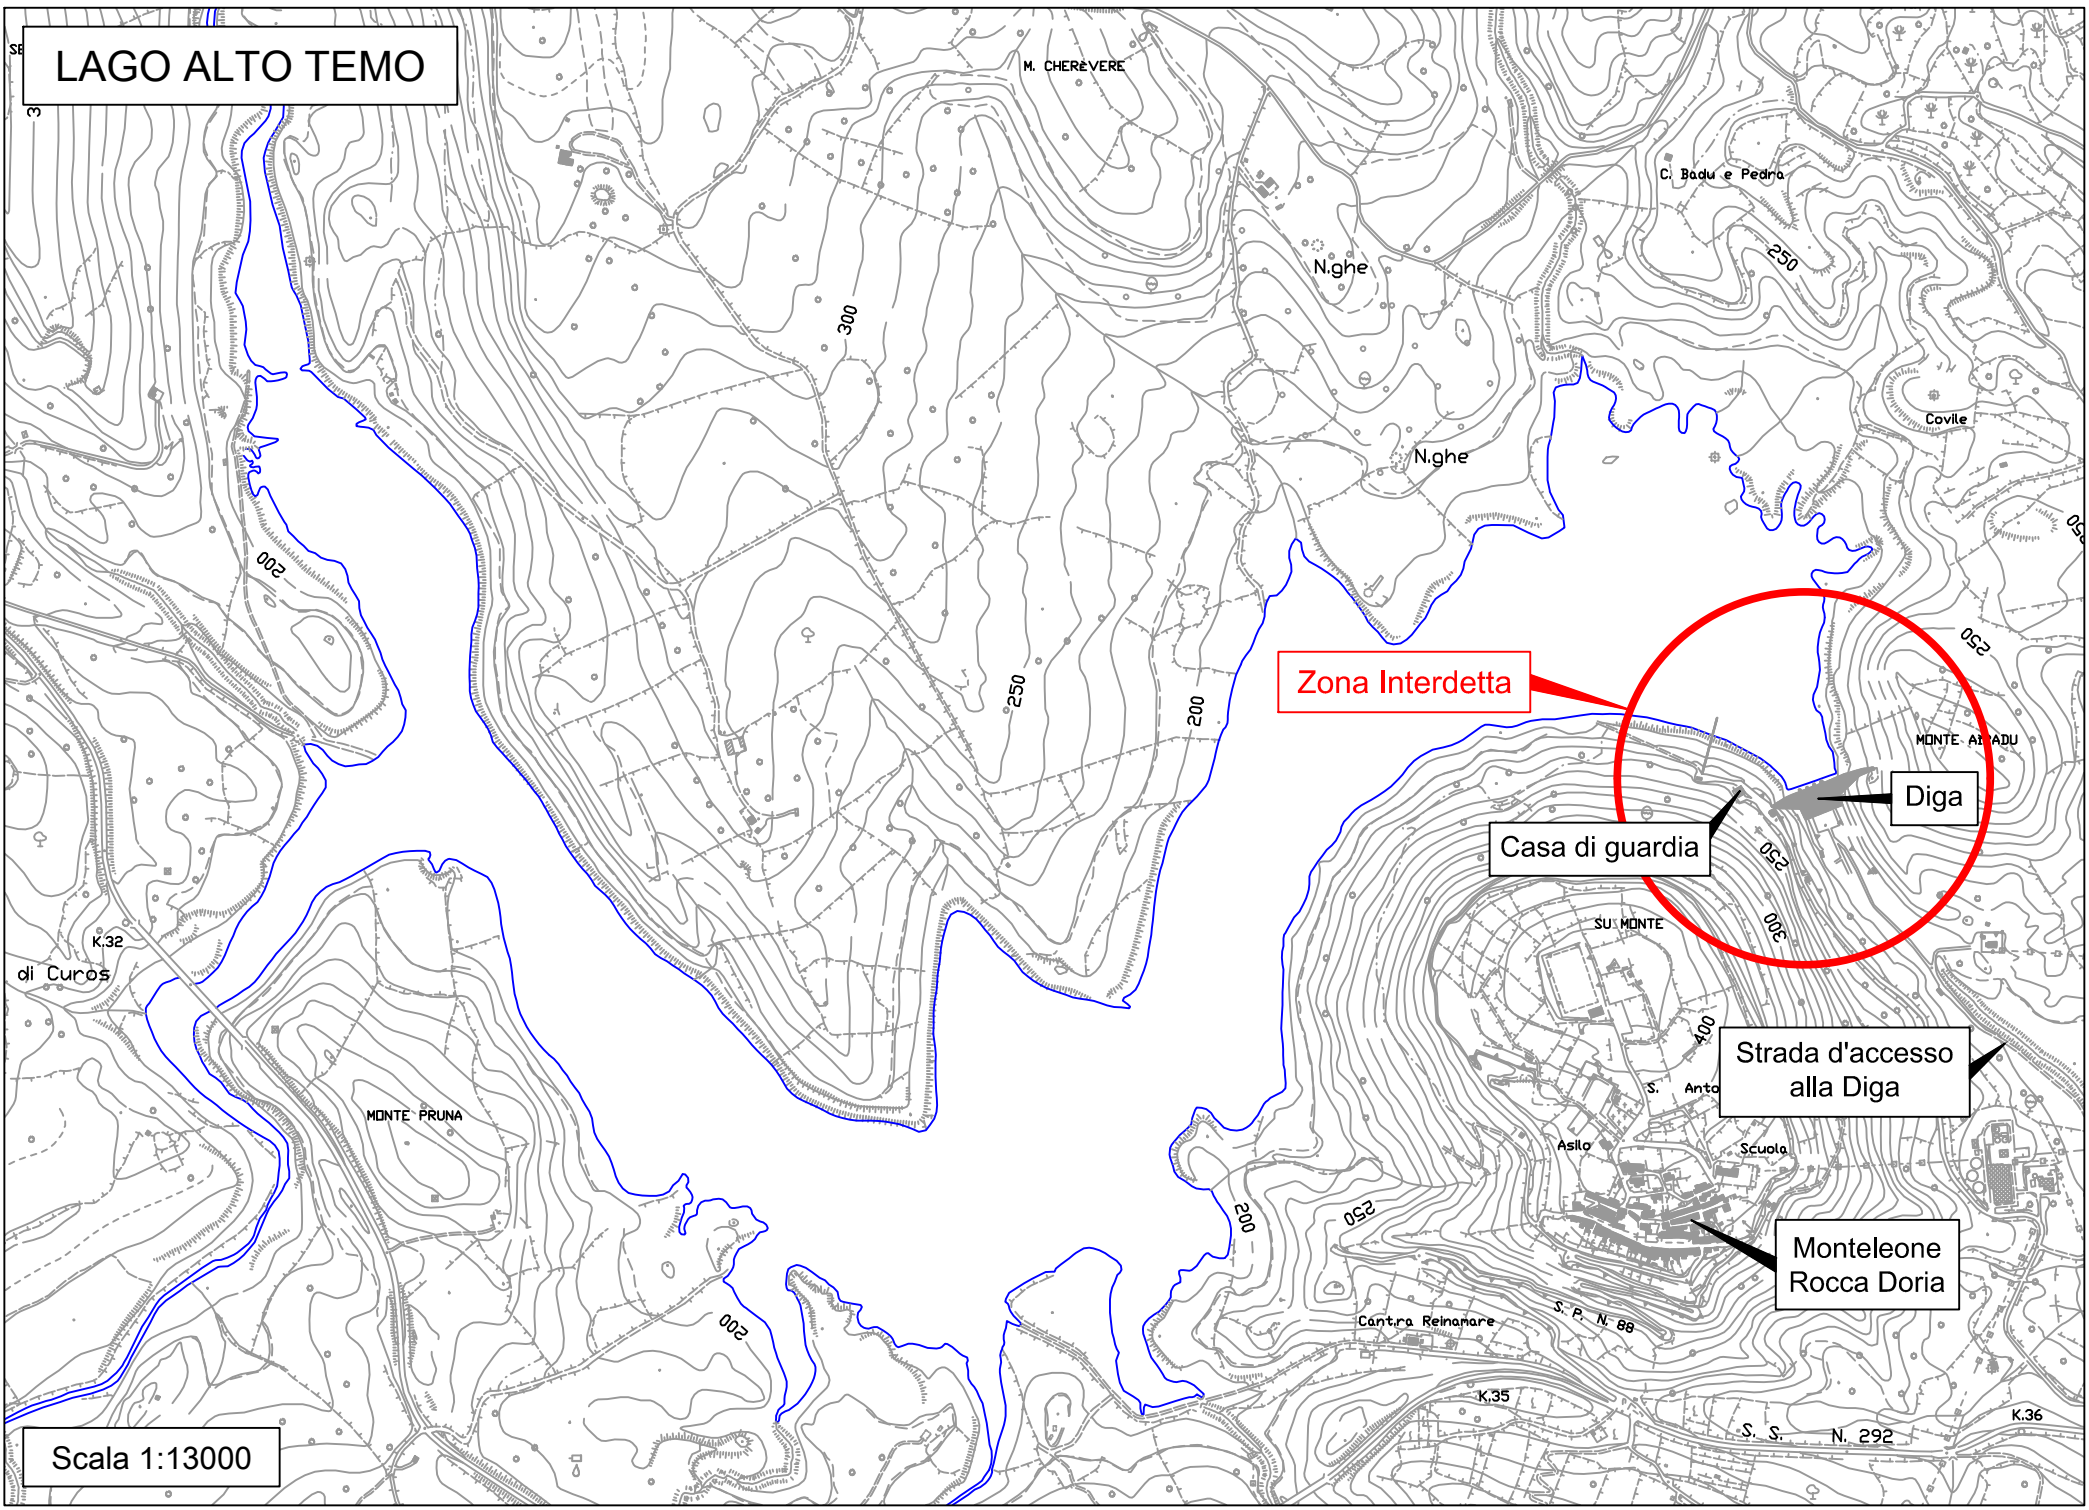 LAGO ALTO TEMO
M. CHERÈVERE
C. Badu e Pedra
250
N.ghe
300
Covile
N.ghe
200
250
250
Zona Interdetta
200
MONTE
Diga
Casa di guardia
250
SU MONTE
300
K.32
di Curos
400
Strada d'accesso
alla Diga
S. Anto
MONTE PRUNA
Asilo
Scuola
200
250
Monteleone
Rocca Doria
200
Cant.ra Reinamare
S. P. N. 88
K.35
K.36
S. S. N. 292
Scala 1:13000